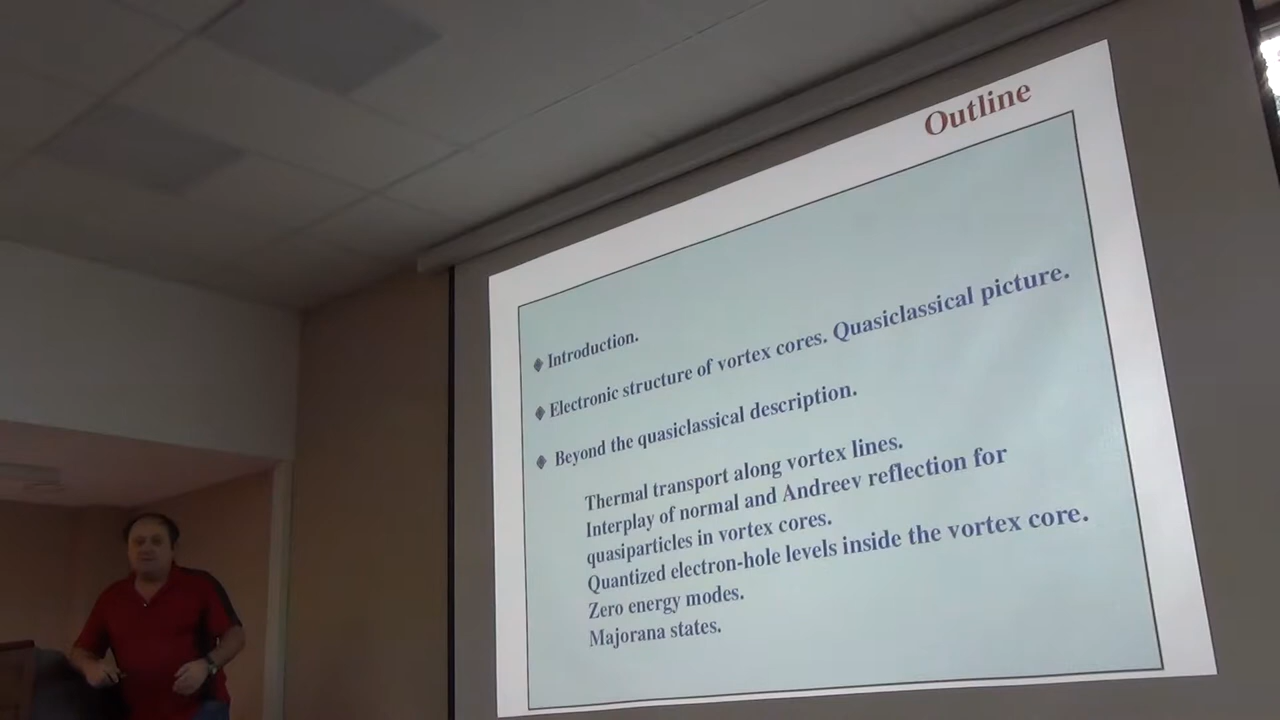 Outline
Introduction.
Electronic structure of vortex cores. Quasiclassical picture.
Beyond the quasiclassical description.
Thermal transport along vortex lines.
Interplay of normal and Andreev reflection for
quasiparticles in vortex cores.
Quantized electron-hole levels inside the vortex core.
Zero energy modes.
Majorana states.